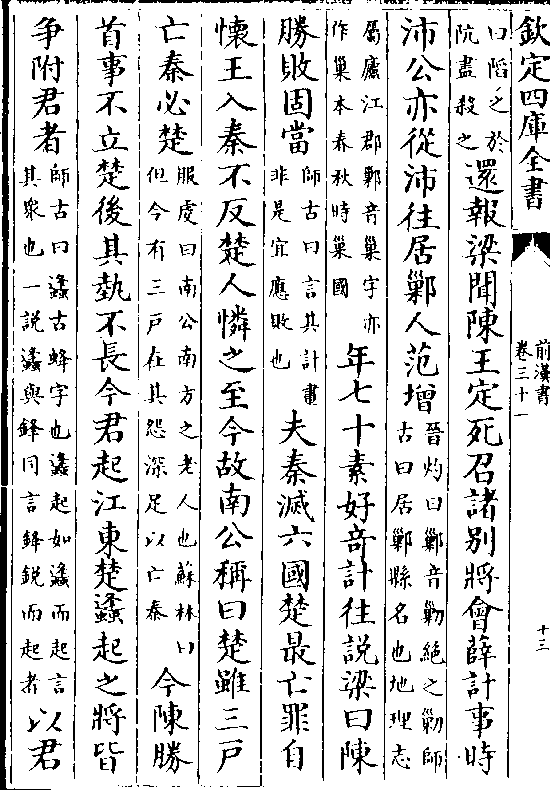 欽定四庫全書
前漢書
卷三十一
十三
曰陷之於
阬盡殺之
還報梁聞陳王定死召諸別將會薛計事時
沛公亦從沛往居鄛人范增
晉灼曰鄛音勦絕之勦師
古曰居鄛縣名也地理志
屬廬江郡鄛音巢字亦
作巢本春秋時巢國
年七十素好竒計往說梁曰陳
勝敗固當
師古曰言其計畫
非是宜應敗也
夫秦滅六國楚最亡罪自
懷王入秦不反楚人憐之至今故南公稱曰楚雖三戸
亡秦必楚
服虔曰南公南方之老人也蘇林曰
但今有三戸在其怨深足以亡秦
今陳勝
首事不立楚後其埶不長今君起江東楚蠭起之將皆
争附君者
師古曰蠭古蜂字也蠭起如蠭而起言
其衆也一説蠭與鋒同言鋒鋭而起者
以君